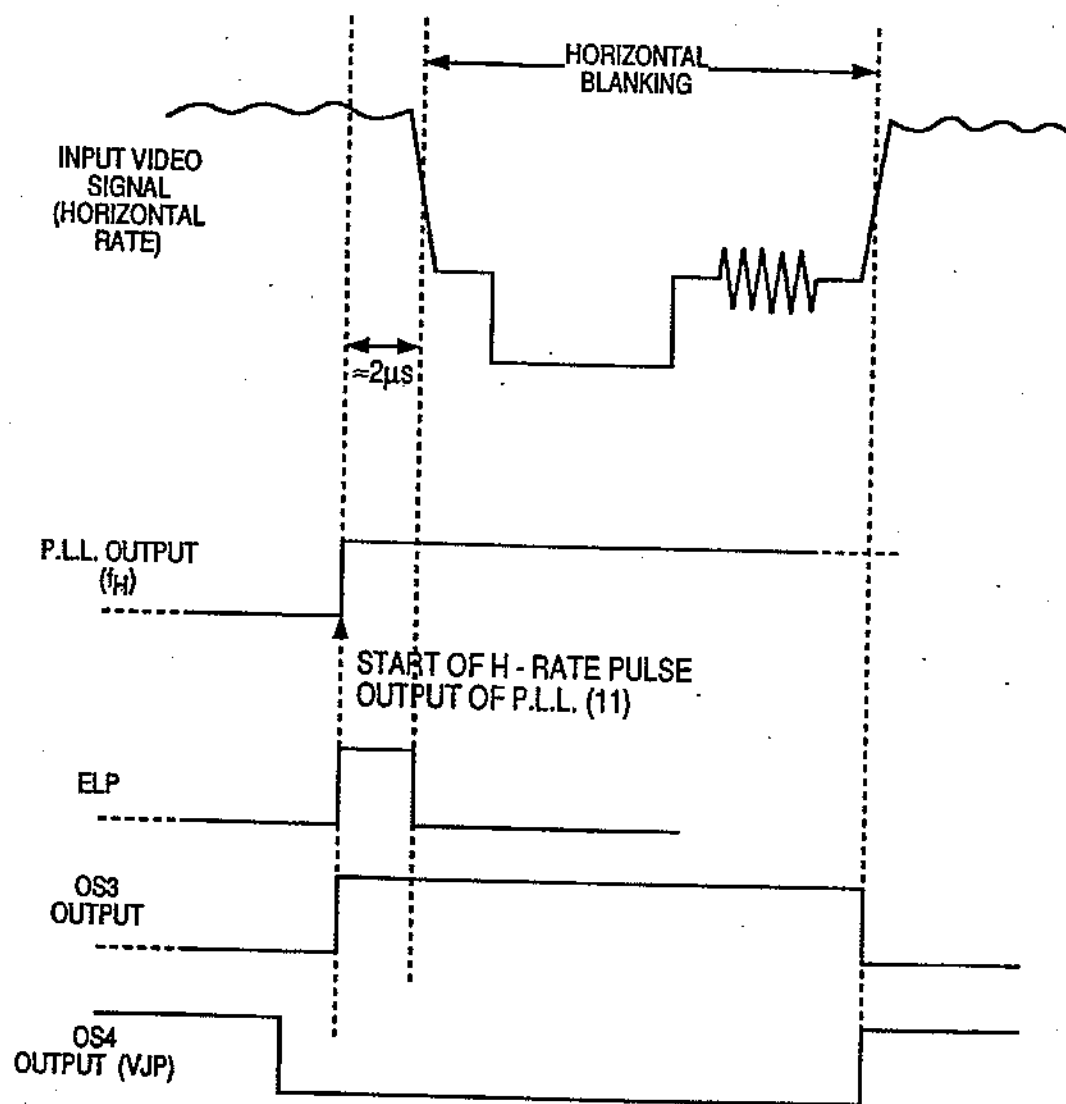 HORIZONTAL
BLANKING
INPUT VIDEO
SIGNAL
(HORIZONTAL
RATE)
≈2µs
P.L.L. OUTPUT
(fH)
START OF H - RATE PULSE
OUTPUT OF P.L.L. (11)
ELP
OS3
OUTPUT
OS4
OUTPUT (VJP)